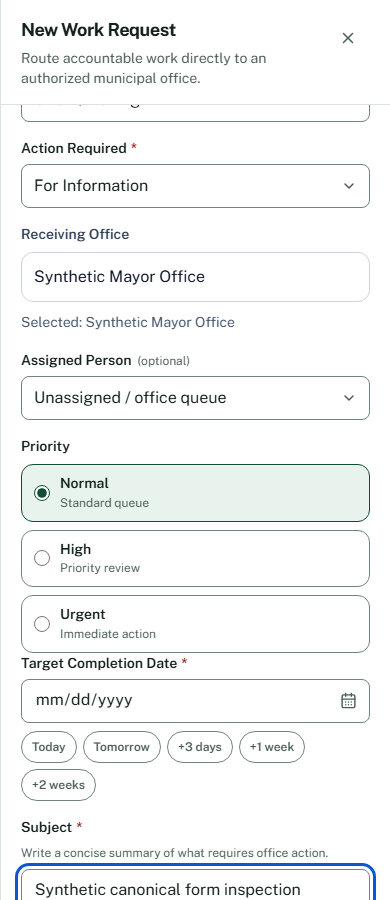 New Work Request
Route accountable work directly to an
authorized municipal office.
Action Required *
For Information
Receiving Office
Synthetic Mayor Office
Selected: Synthetic Mayor Office
Assigned Person (optional)
Unassigned / office queue
Priority
Normal
Standard queue
High
Priority review
Urgent
Immediate action
Target Completion Date *
mm/dd/yyyy
Today
Tomorrow
+3 days
+1 week
+2 weeks
Subject *
Write a concise summary of what requires office action.
Synthetic canonical form inspection